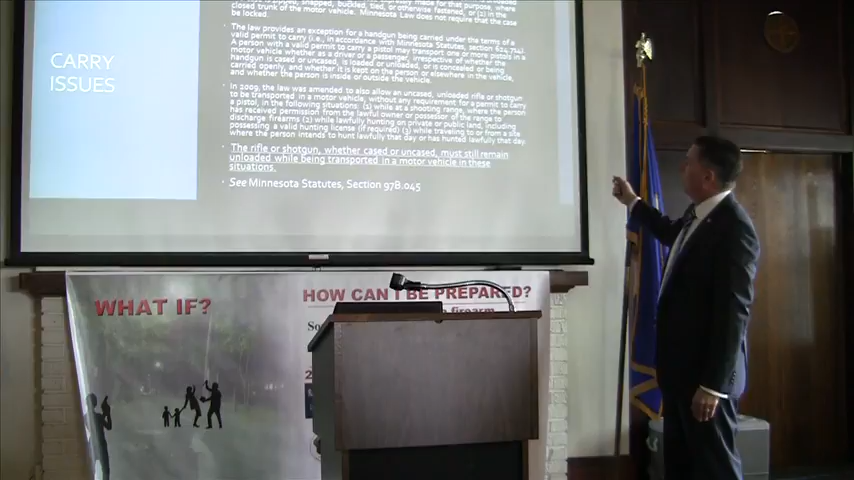 closed trunk of the motor vehicle. Minnesota Law does not require that the case
be locked.
The law provides an exception for a handgun being carried under the terms of a
valid permit to carry (i.e., in accordance with Minnesota Statutes, section 624.714)
A person with a valid permit to carry a pistol may transport one or more pistols in a
motor vehicle whether as a driver or a passenger, irrespective of whether the
handgun is cased or uncased, is loaded or unloaded, or is concealed or being
carried openly, and whether it is kept on the person or elsewhere in the vehicle,
and whether the person is inside or outside the vehicle.
CARRY
ISSUES
In 2009, the law was amended to also allow an uncased, unloaded rifle or shotgun
to be transported in a motor vehicle, without any requirement for a permit to carry
a pistol, in the following situations: (1) while at a shooting range, where the person
has received permission from the lawful owner or possessor of the range to
discharge firearms (2) while lawfully hunting on private or public land, including
possessing a valid hunting license (if required) (3) while traveling to or from a site
where the person intends to hunt lawfully that day or has hunted lawfully that day.
The rifle or shotgun, whether cased or uncased, must still remain
unloaded while being transported in a motor vehicle in these
situations.
See Minnesota Statutes, Section 97B.045
WHAT IF?
HOW CAN I BE PREPARED?
firearm